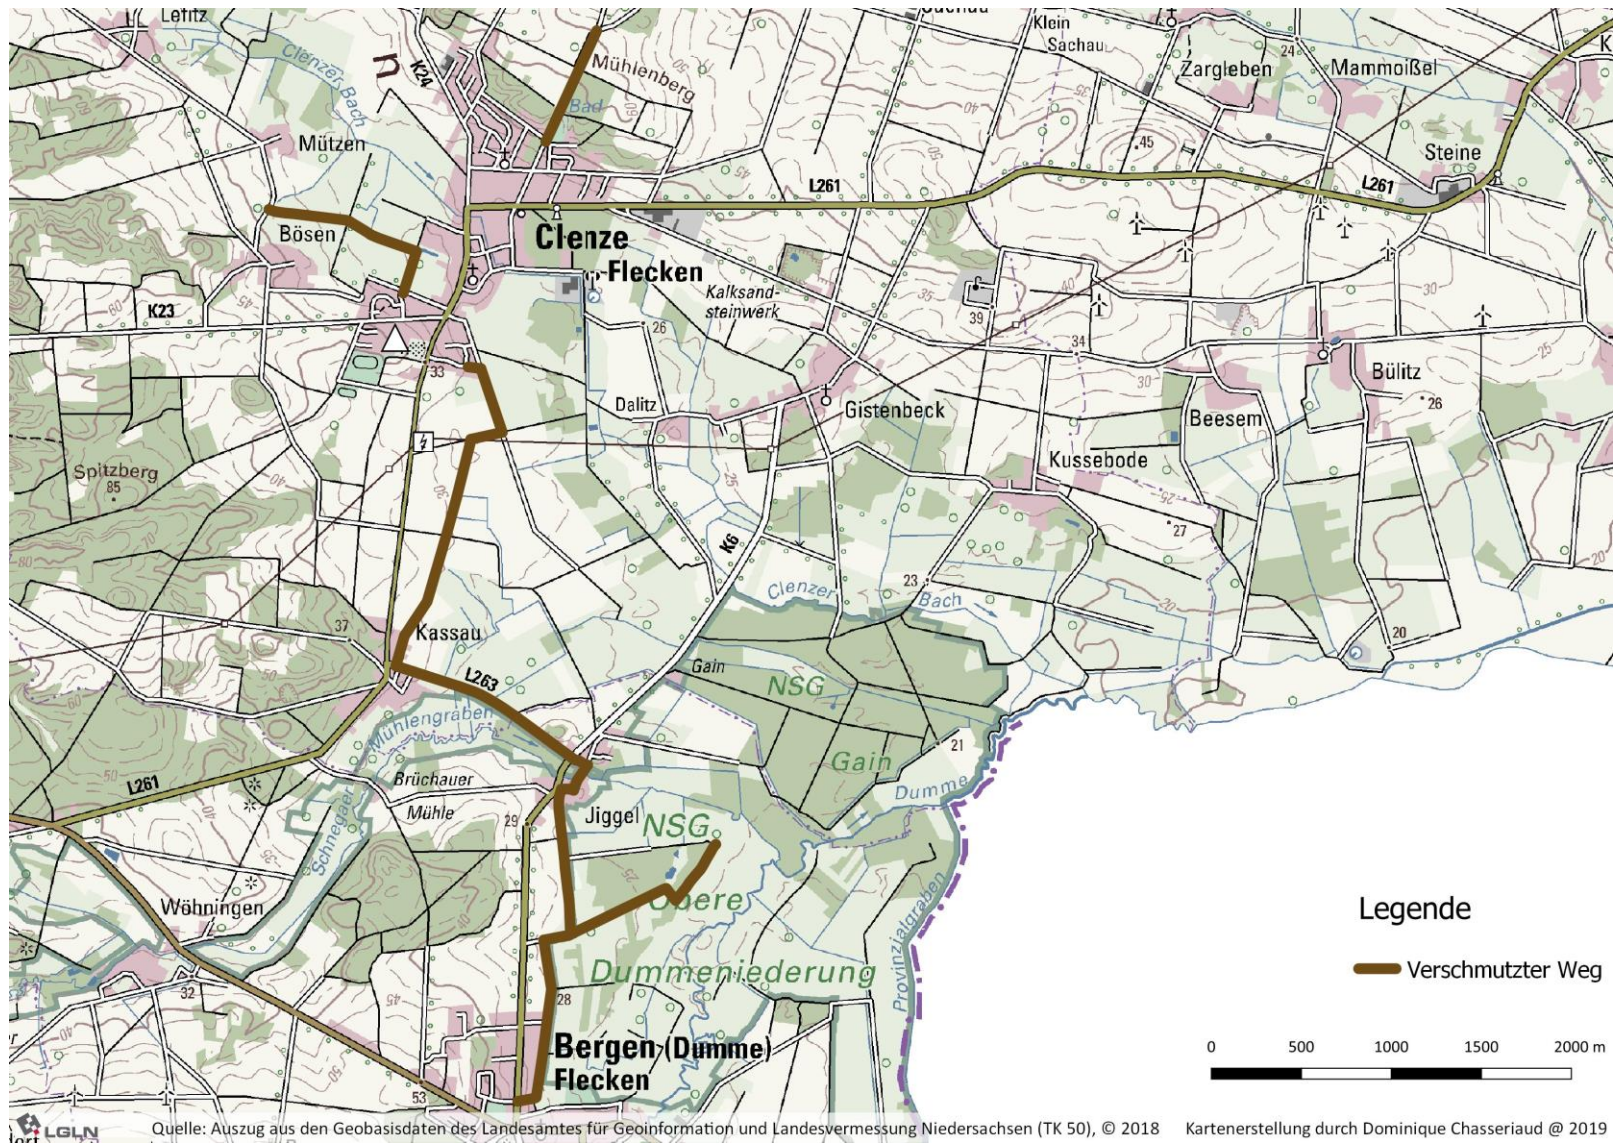 Lefitz
Clenzer Bach
K24
n
Mühlenberg
Bad
Klein
Sachau
Zargleben
24
Mammoißel
K
45
Steine
Mützen
L261
L261
Bösen
Clenze
Flecken
Kalksand-
steinwerk
K23
26
39
34
33
Dalitz
Gistenbeck
Beesem
Bülitz
26
Kussebode
Spitzberg
85
27
K6
23
Clenzer Bach
37
Kassau
20
L263
Gain
NSG
Gain
Mühlengraben
21
Dumme
L261
Brüchauer
Mühle
Schnegaer
29
Jiggel
NSG
Obere
Dummeniederung
Provinzialgraben
Wöhningen
32
28
Bergen (Dumme)
Flecken
53
Legende
Verschmutzter Weg
0 500 1000 1500 2000 m
LGLN
Quelle: Auszug aus den Geobasisdaten des Landesamtes für Geoinformation und Landesvermessung Niedersachsen (TK 50), © 2018 Kartenerstellung durch Dominique Chasseriaud @ 2019